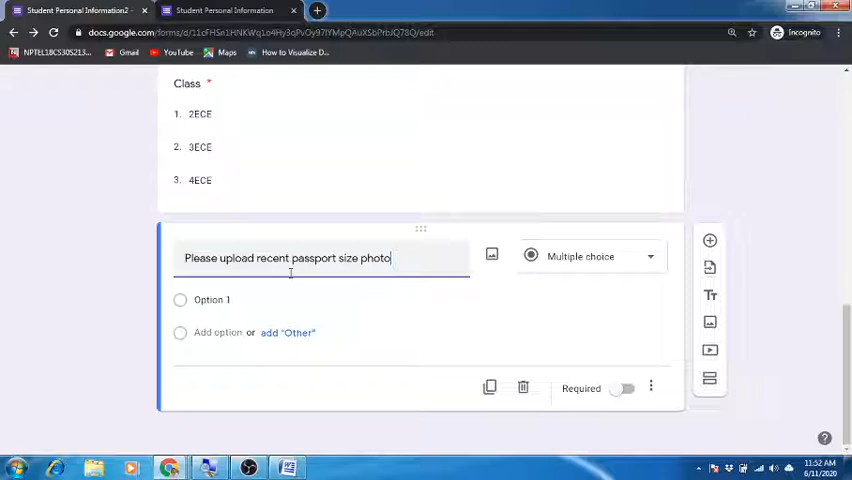 Student Personal Information2 -
Student Personal Information
docs.google.com/forms/d/11cFHSn1HNKWq1o4Hy3qPvOy97lYMpQAuXSbPrbJQ78Q/edit
Incognito
NPTEL18CS30S213...
Gmail
YouTube
Maps
How to Visualize D...
Class *
1. 2ECE
2. 3ECE
3. 4ECE
Please upload recent passport size photo
Multiple choice
Option 1
Add option or add "Other"
Required
11:52 AM
6/11/2020